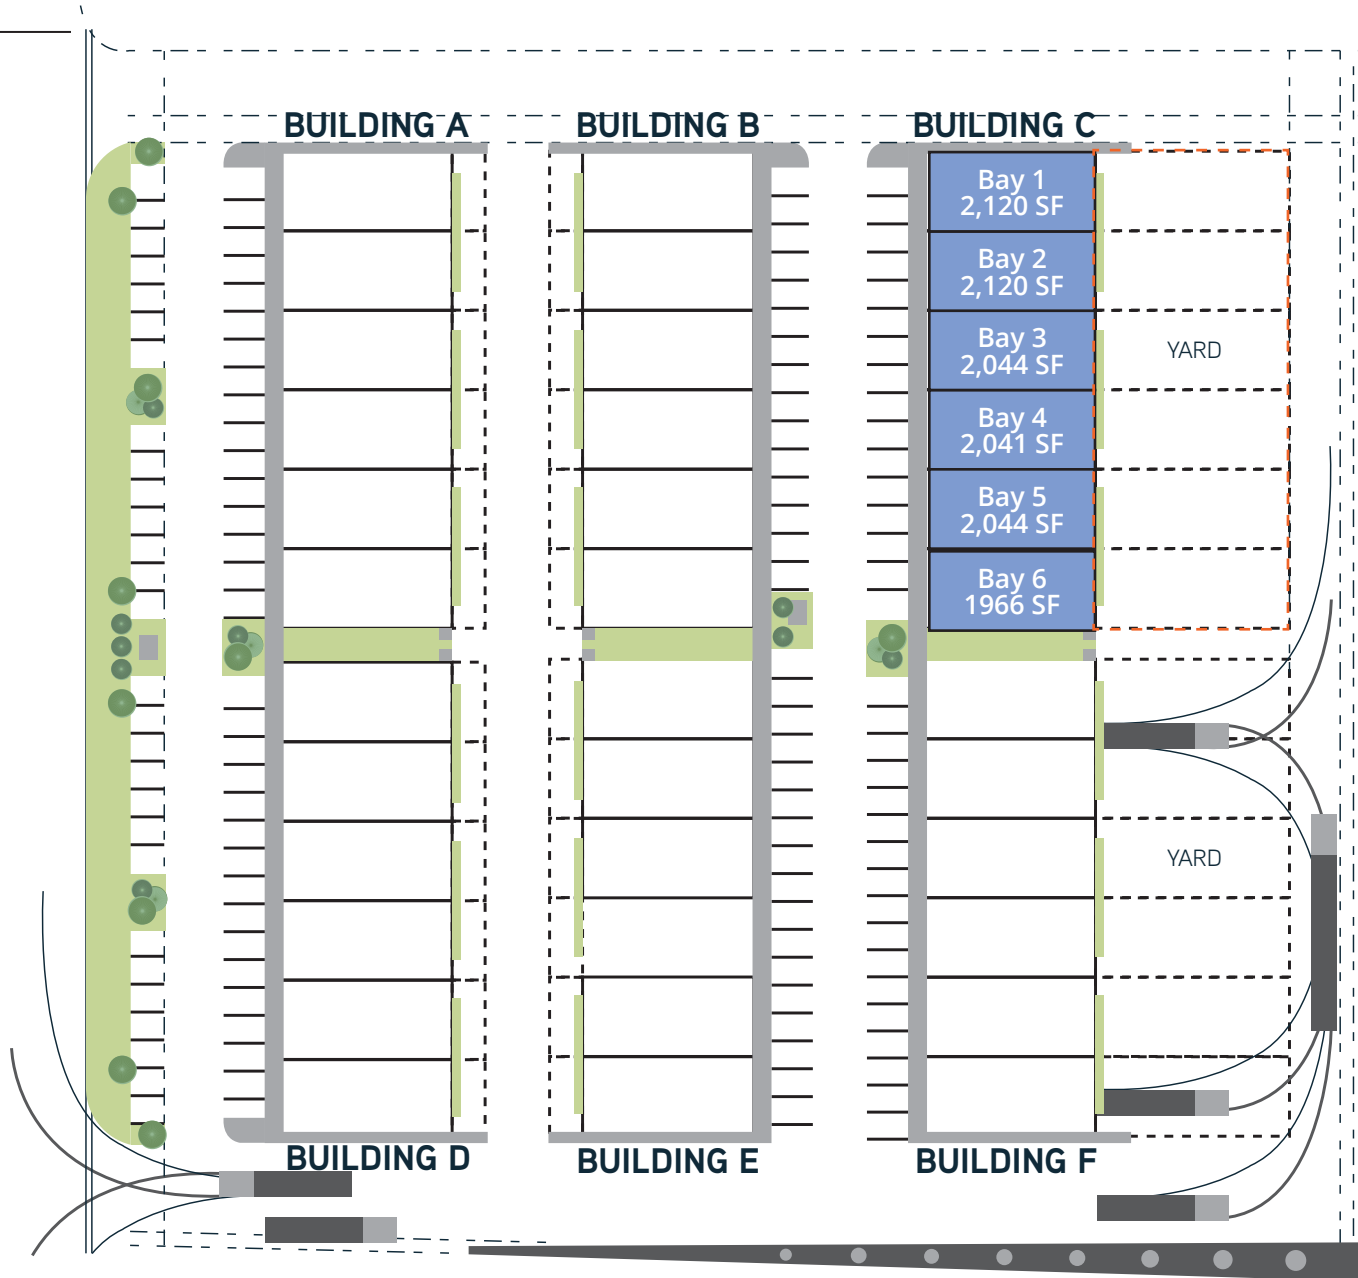 BUILDING A
BUILDING B
BUILDING C
Bay 1
2,120 SF
Bay 2
2,120 SF
Bay 3
2,044 SF
YARD
Bay 4
2,041 SF
Bay 5
2,044 SF
Bay 6
1966 SF
YARD
BUILDING D
BUILDING E
BUILDING F